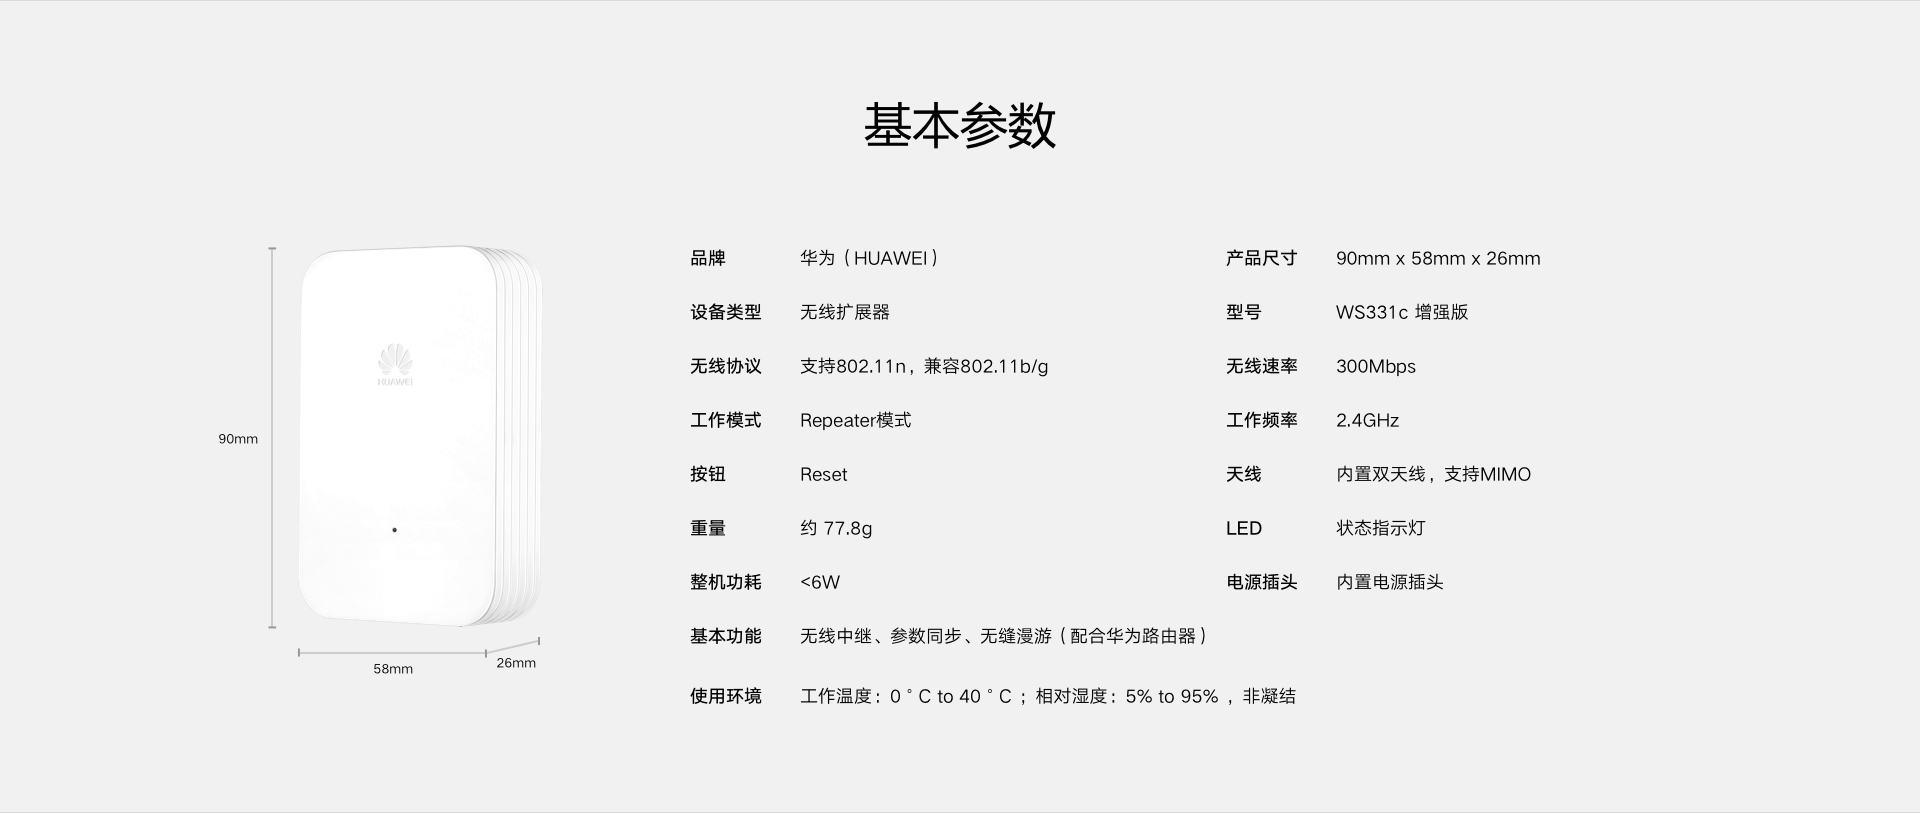 基本参数
HUAWEI
90mm
58mm
26mm
品牌 华为（HUAWEI） 产品尺寸 90mm x 58mm x 26mm
设备类型 无线扩展器 型号 WS331c 增强版
无线协议 支持802.11n，兼容802.11b/g 无线速率 300Mbps
工作模式 Repeater模式 工作频率 2.4GHz
按钮 Reset 天线 内置双天线，支持MIMO
重量 约 77.8g LED 状态指示灯
整机功耗 <6W 电源插头 内置电源插头
基本功能 无线中继、参数同步、无缝漫游（配合华为路由器）
使用环境 工作温度：0 ° C to 40 ° C ；相对湿度：5% to 95% ，非凝结